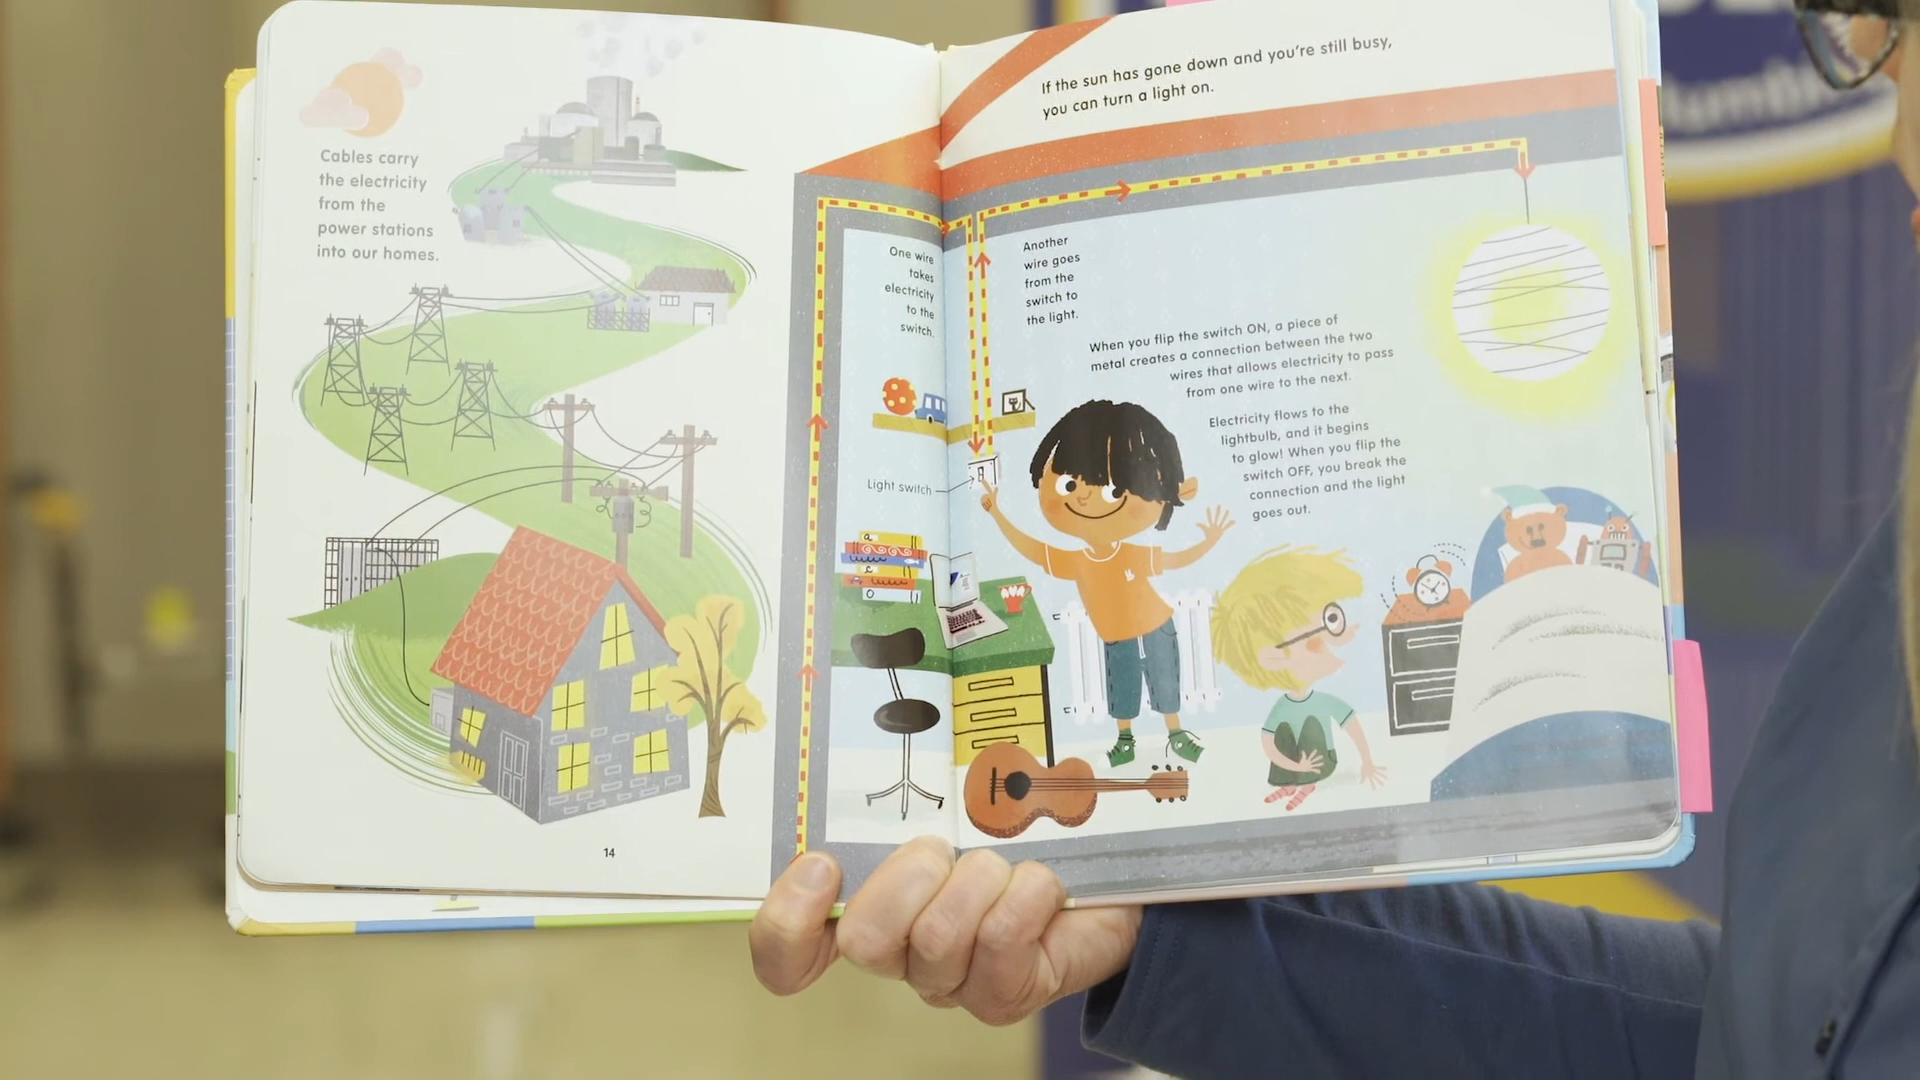 Cables carry
the electricity
from the
power stations
into our homes.
14
If the sun has gone down and you're still busy,
you can turn a light on.
One wire
takes
electricity
to the
switch.
Another
wire goes
from the
switch to
the light.
Light switch
When you flip the switch ON, a piece of
metal creates a connection between the two
wires that allows electricity to pass
from one wire to the next.
Electricity flows to the
lightbulb, and it begins
to glow! When you flip the
switch OFF, you break the
connection and the light
goes out.